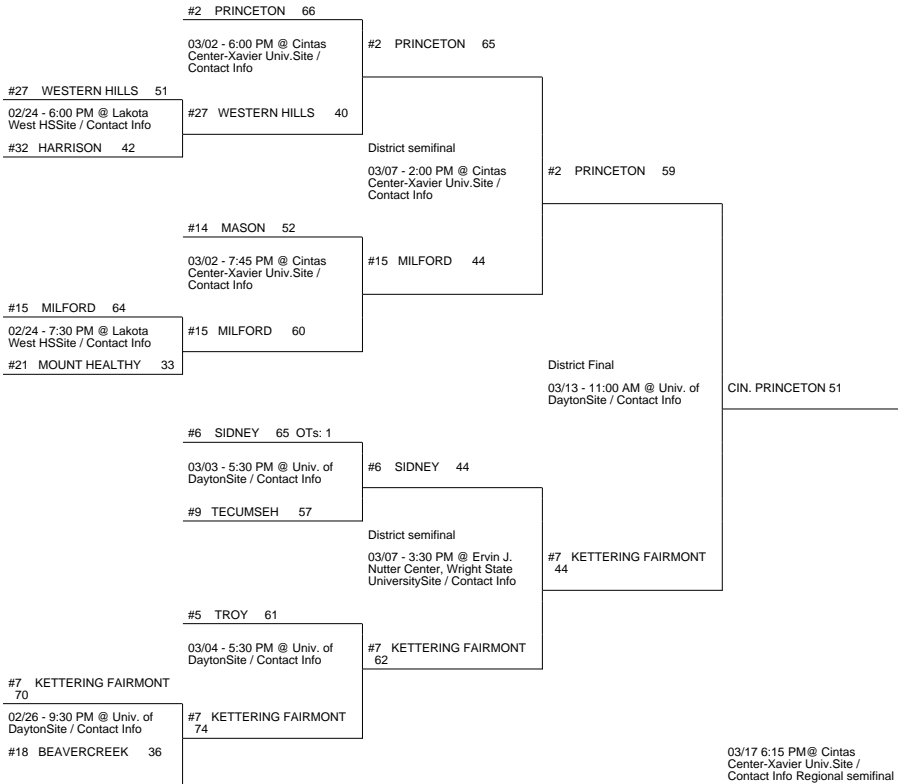 #2 PRINCETON 66
03/02 - 6:00 PM @ Cintas
Center-Xavier Univ.Site /
Contact Info
#2 PRINCETON 65
#27 WESTERN HILLS 51
02/24 - 6:00 PM @ Lakota
West HSSite / Contact Info
#27 WESTERN HILLS 40
#32 HARRISON 42
District semifinal
03/07 - 2:00 PM @ Cintas
Center-Xavier Univ.Site /
Contact Info
#2 PRINCETON 59
#14 MASON 52
03/02 - 7:45 PM @ Cintas
Center-Xavier Univ.Site /
Contact Info
#15 MILFORD 44
#15 MILFORD 64
02/24 - 7:30 PM @ Lakota
West HSSite / Contact Info
#15 MILFORD 60
#21 MOUNT HEALTHY 33
District Final
03/13 - 11:00 AM @ Univ. of
DaytonSite / Contact Info
CIN. PRINCETON 51
#6 SIDNEY 65 OTs: 1
03/03 - 5:30 PM @ Univ. of
DaytonSite / Contact Info
#6 SIDNEY 44
#9 TECUMSEH 57
District semifinal
03/07 - 3:30 PM @ Ervin J.
Nutter Center, Wright State
UniversitySite / Contact Info
#7 KETTERING FAIRMONT
44
#5 TROY 61
03/04 - 5:30 PM @ Univ. of
DaytonSite / Contact Info
#7 KETTERING FAIRMONT
62
#7 KETTERING FAIRMONT
70
02/26 - 9:30 PM @ Univ. of
DaytonSite / Contact Info
#7 KETTERING FAIRMONT
74
#18 BEAVERCREEK 36
03/17 6:15 PM@ Cintas
Center-Xavier Univ.Site /
Contact Info Regional semifinal